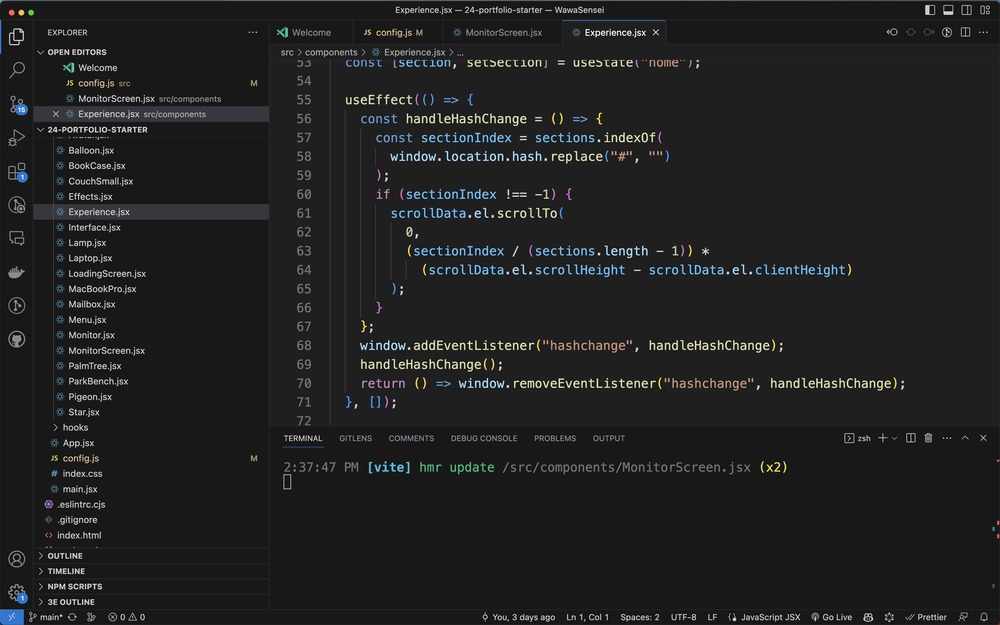 Experience.jsx — 24-portfolio-starter — WawaSensei
EXPLORER
OPEN EDITORS
Welcome
JS config.js src M
MonitorScreen.jsx src/components
Experience.jsx src/components
24-PORTFOLIO-STARTER
Balloon.jsx
BookCase.jsx
CouchSmall.jsx
Effects.jsx
Experience.jsx
Interface.jsx
Lamp.jsx
Laptop.jsx
LoadingScreen.jsx
MacBookPro.jsx
Mailbox.jsx
Menu.jsx
Monitor.jsx
MonitorScreen.jsx
PalmTree.jsx
ParkBench.jsx
Pigeon.jsx
Star.jsx
hooks
App.jsx
JS config.js M
# index.css
main.jsx
.eslintrc.cjs
.gitignore
<> index.html
OUTLINE
TIMELINE
NPM SCRIPTS
3E OUTLINE
15
1
1
Welcome
JS config.js M
MonitorScreen.jsx
Experience.jsx
src > components > Experience.jsx > ...
53 const [section, setSection] = useState("home");
54
55 useEffect(() => {
56 const handleHashChange = () => {
57 const sectionIndex = sections.indexOf(
58 window.location.hash.replace("#", "")
59 );
60 if (sectionIndex !== -1) {
61 scrollData.el.scrollTo(
62 0,
63 (sectionIndex / (sections.length - 1)) *
64 (scrollData.el.scrollHeight - scrollData.el.clientHeight)
65 );
66 }
67 };
68 window.addEventListener("hashchange", handleHashChange);
69 handleHashChange();
70 return () => window.removeEventListener("hashchange", handleHashChange);
71 }, []);
72
TERMINAL GITLENS COMMENTS DEBUG CONSOLE PROBLEMS OUTPUT zsh
2:37:47 PM [vite] hmr update /src/components/MonitorScreen.jsx (x2)
main* 0 0 You, 3 days ago Ln 1, Col 1 Spaces: 2 UTF-8 LF JavaScript JSX Go Live Prettier